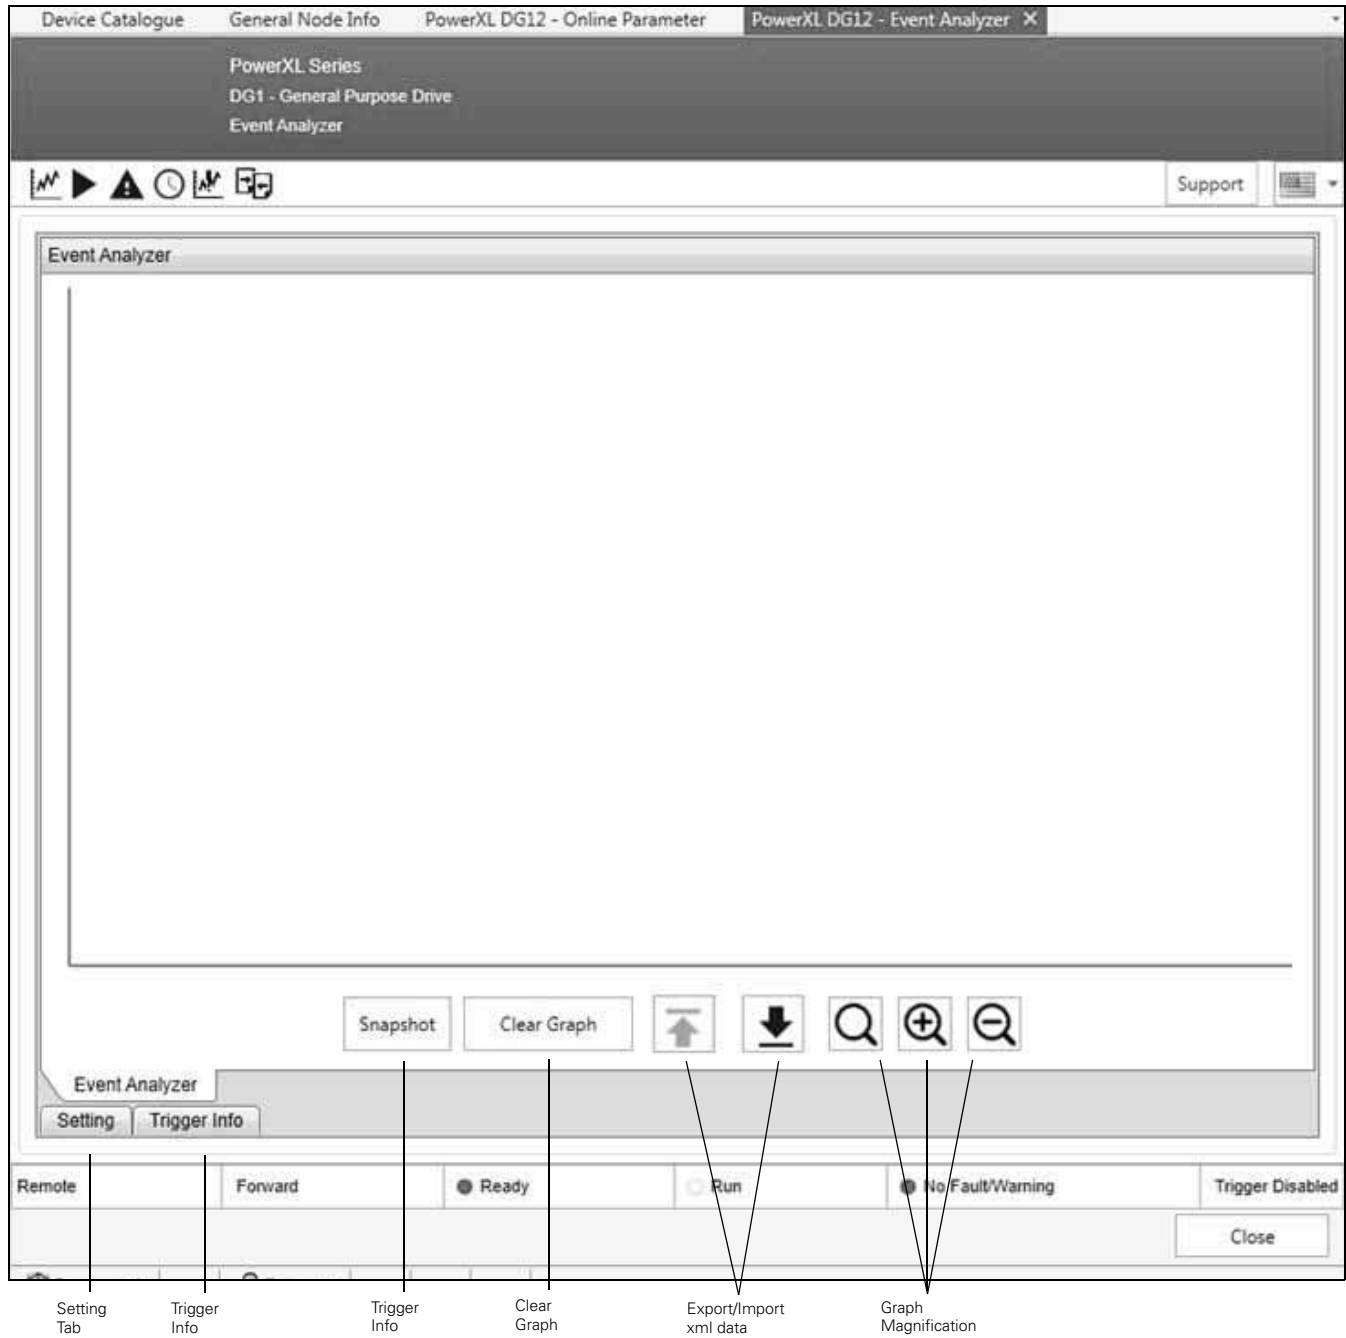 Device Catalogue General Node Info PowerXL DG12 - Online Parameter PowerXL DG12 - Event Analyzer X
PowerXL Series
DG1 - General Purpose Drive
Event Analyzer
Support
Event Analyzer
Snapshot Clear Graph
Event Analyzer
Setting Trigger Info
Remote Forward Ready Run No Fault/Warning Trigger Disabled
Close
Setting
Tab
Trigger
Info
Trigger
Info
Clear
Graph
Export/Import
xml data
Graph
Magnification